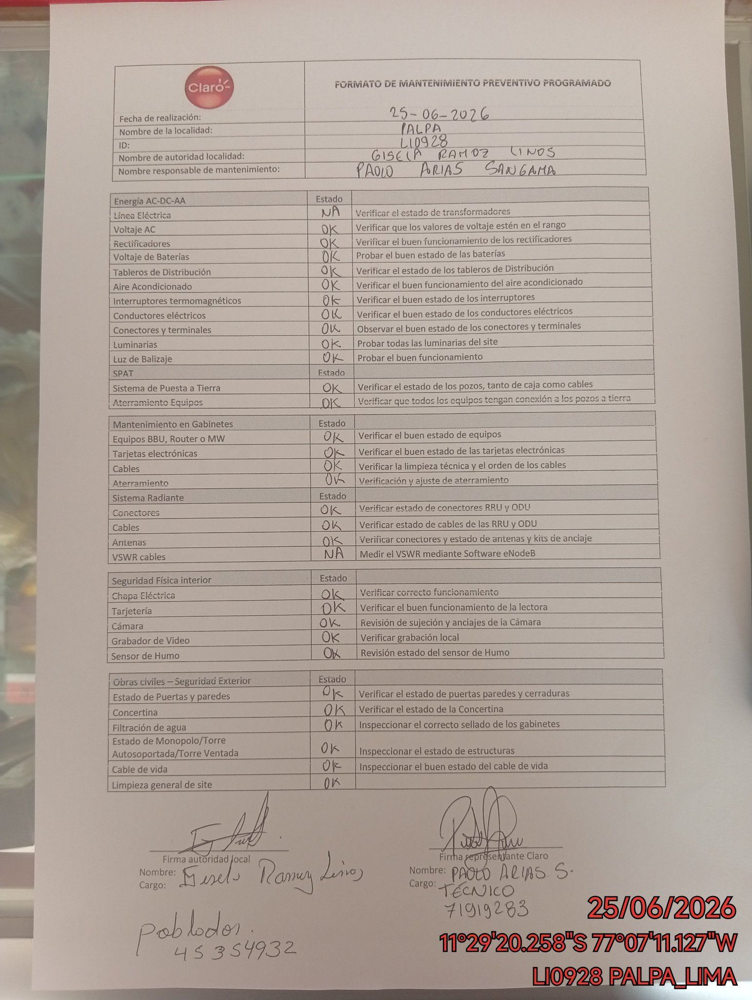 Claro
FORMATO DE MANTENIMIENTO PREVENTIVO PROGRAMADO
Fecha de realización: 25-06-2026
Nombre de la localidad: PALPA
ID: LI0928
Nombre de autoridad localidad: GISELA RAMOZ LINOS
Nombre responsable de mantenimiento: PAOLO ARIAS SANGAMA
Energía AC-DC-AA Estado
Línea Eléctrica NA Verificar el estado de transformadores
Voltaje AC OK Verificar que los valores de voltaje estén en el rango
Rectificadores OK Verificar el buen funcionamiento de los rectificadores
Voltaje de Baterías OK Probar el buen estado de las baterías
Tableros de Distribución OK Verificar el estado de los tableros de Distribución
Aire Acondicionado OK Verificar el buen funcionamiento del aire acondicionado
Interruptores termomagnéticos OK Verificar el buen estado de los interruptores
Conductores eléctricos OK Verificar el buen estado de los conductores eléctricos
Conectores y terminales OK Observar el buen estado de los conectores y terminales
Luminarias OK Probar todas las luminarias del site
Luz de Balizaje OK Probar el buen funcionamiento
SPAT Estado
Sistema de Puesta a Tierra OK Verificar el estado de los pozos, tanto de caja como cables
Aterramiento Equipos OK Verificar que todos los equipos tengan conexión a los pozos a tierra
Mantenimiento en Gabinetes Estado
Equipos BBU, Router o MW OK Verificar el buen estado de equipos
Tarjetas electrónicas OK Verificar el buen estado de las tarjetas electrónicas
Cables OK Verificar la limpieza técnica y el orden de los cables
Aterramiento OK Verificación y ajuste de aterramiento
Sistema Radiante Estado
Conectores OK Verificar estado de conectores RRU y ODU
Cables OK Verificar estado de cables de las RRU y ODU
Antenas OK Verificar conectores y estado de antenas y kits de anclaje
VSWR cables NA Medir el VSWR mediante Software eNodeB
Seguridad Física interior Estado
Chapa Eléctrica OK Verificar correcto funcionamiento
Tarjetería OK Verificar el buen funcionamiento de la lectora
Cámara OK Revisión de sujeción y anclajes de la Cámara
Grabador de Video OK Verificar grabación local
Sensor de Humo OK Revisión estado del sensor de Humo
Obras civiles – Seguridad Exterior Estado
Estado de Puertas y paredes OK Verificar el estado de puertas paredes y cerraduras
Concertina OK Verificar el estado de la Concertina
Filtración de agua OK Inspeccionar el correcto sellado de los gabinetes
Estado de Monopolo/Torre
Autosoportada/Torre Ventada OK Inspeccionar el estado de estructuras
Cable de vida OK Inspeccionar el buen estado del cable de vida
Limpieza general de site OK
Firma autoridad local Firma representante Claro
Nombre: Gisela Ramoz Linos Nombre: PAOLO ARIAS S.
Cargo: Cargo: TÉCNICO
71919283
Poblador.
45354932
25/06/2026
11°29'20.258"S 77°07'11.127"W
LI0928 PALPA_LIMA